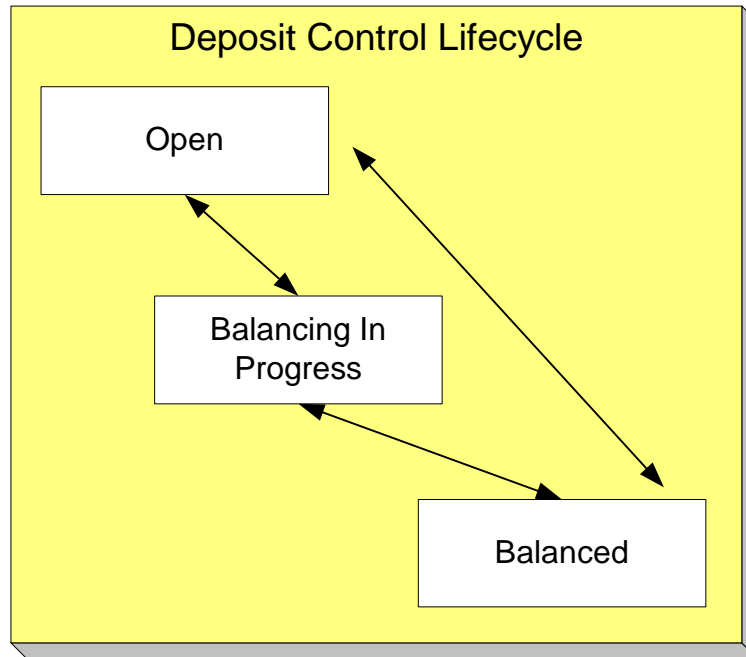 Deposit Control Lifecycle
Open
Balancing In
Progress
Balanced